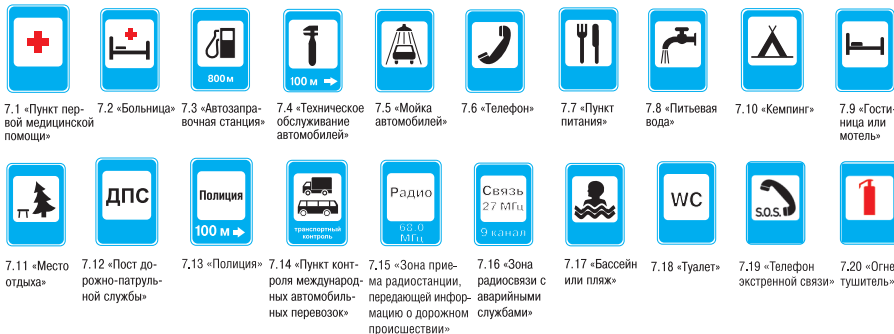 800 м
100 м
7.1 «Пункт пер-
вой медицинской
помощи»
7.2 «Больница»
7.3 «Автозапра-
вочная станция»
7.4 «Техническое
обслуживание
автомобилей»
7.5 «Мойка
автомобилей»
7.6 «Телефон»
7.7 «Пункт
питания»
7.8 «Питьевая
вода»
7.10 «Кемпинг»
7.9 «Гости-
ница или
мотель»
ДПС
Полиция
100 м
транспортный
контроль
Радио
68.0
МГц
Связь
27 МГц
9 канал
WC
S.O.S.
7.11 «Место
отдыха»
7.12 «Пост до-
рожно-патруль-
ной службы»
7.13 «Полиция»
7.14 «Пункт конт-
роля международ-
ных автомобиль-
ных перевозок»
7.15 «Зона прие-
ма радиостанции,
передающей инфор-
мацию о дорожном
происшествии»
7.16 «Зона
радиосвязи с
аварийными
службами»
7.17 «Бассейн
или пляж»
7.18 «Туалет»
7.19 «Телефон
экстренной связи»
7.20 «Огне
тушитель»